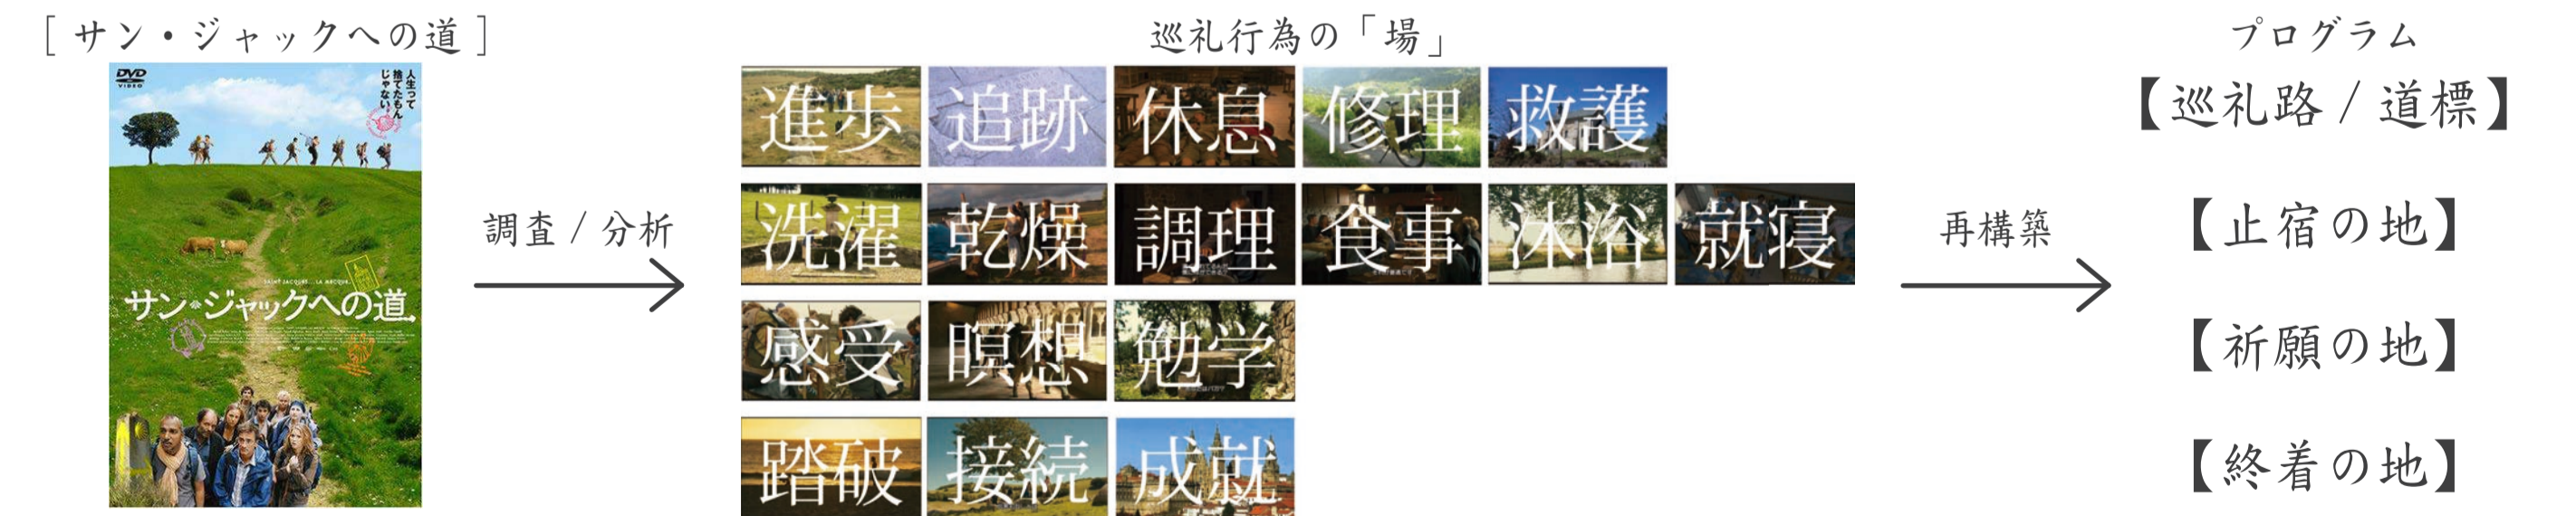 [ サン・ジャックへの道 ]
DVD
VIDEO
人生って
捨てたもん
じゃない。
SAINT JACQUES... LA MECQUE
サン・ジャックへの道
調査 / 分析
巡礼行為の「場」
進歩 追跡 休息 修理 救護
洗濯 乾燥 調理 食事 沐浴 就寝
感受 瞑想 勉学
踏破 接続 成就
再構築
プログラム
【巡礼路 / 道標】
【止宿の地】
【祈願の地】
【終着の地】